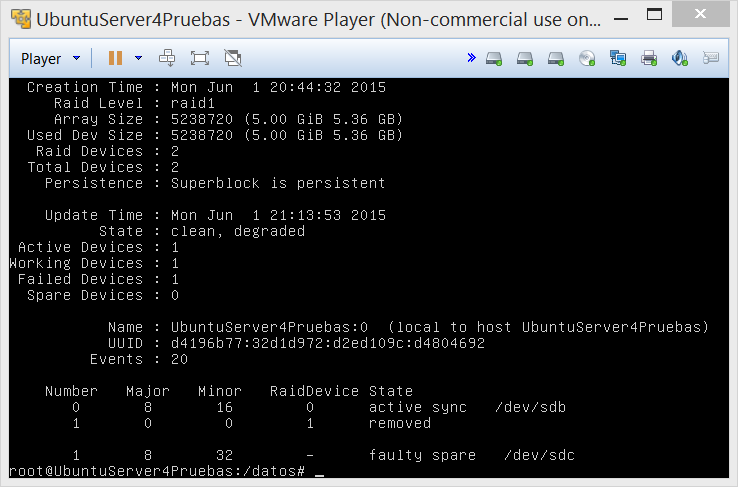 UbuntuServer4Pruebas - VMware Player (Non-commercial use on...
Player
Creation Time : Mon Jun  1 20:44:32 2015
Raid Level : raid1
Array Size : 5238720 (5.00 GiB 5.36 GB)
Used Dev Size : 5238720 (5.00 GiB 5.36 GB)
Raid Devices : 2
Total Devices : 2
Persistence : Superblock is persistent
Update Time : Mon Jun  1 21:13:53 2015
State : clean, degraded
Active Devices : 1
Working Devices : 1
Failed Devices : 1
Spare Devices : 0
Name : UbuntuServer4Pruebas:0  (local to host UbuntuServer4Pruebas)
UUID : d4196b77:32d1d972:d2ed109c:d4804692
Events : 20
Number   Major   Minor   RaidDevice State
0       8       16        0      active sync   /dev/sdb
1       0        0        1      removed
1       8       32        -      faulty spare   /dev/sdc
root@UbuntuServer4Pruebas:/datos# _